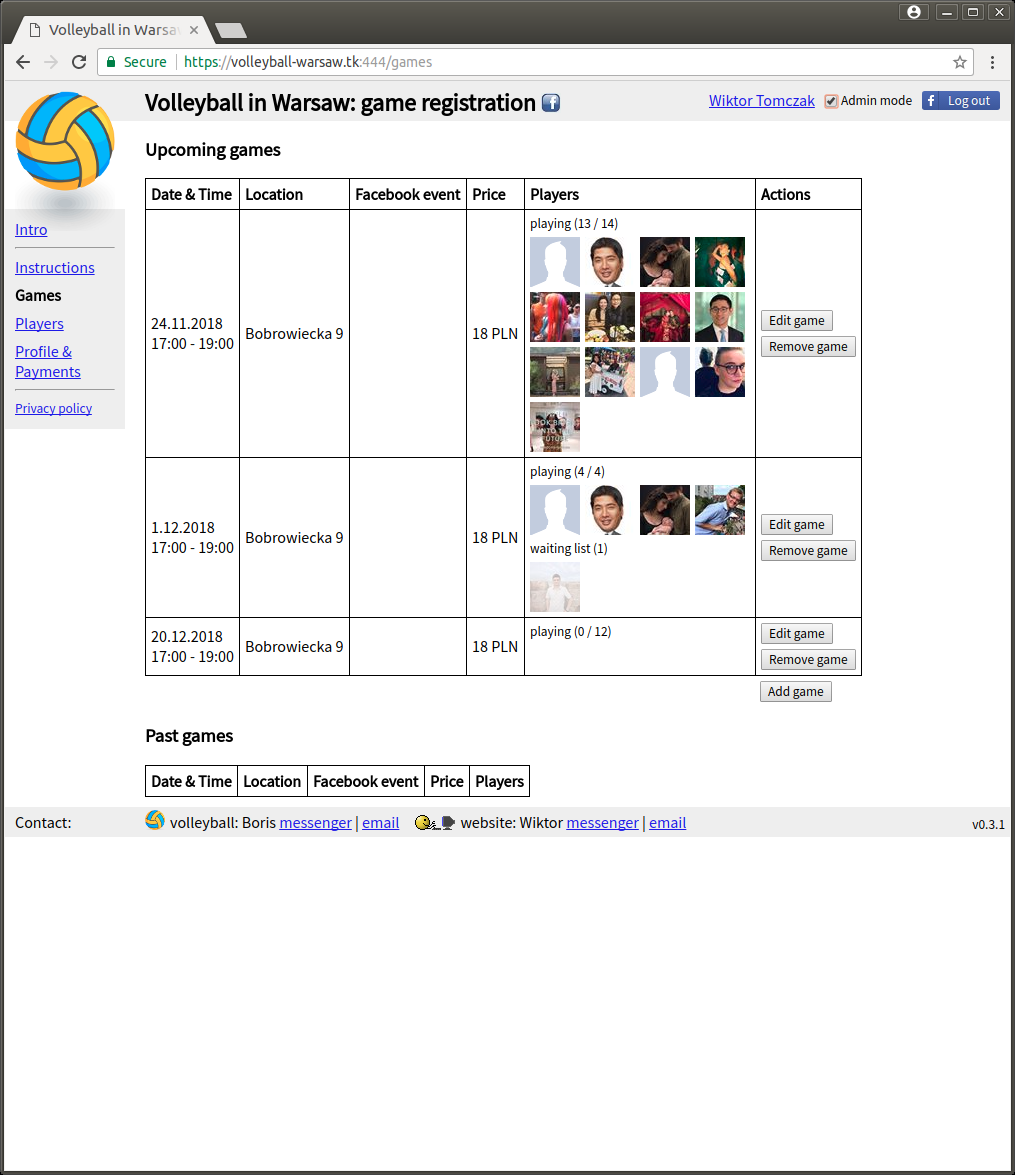 Volleyball in Warsa
Secure https://volleyball-warsaw.tk:444/games
Volleyball in Warsaw: game registration
Wiktor Tomczak Admin mode f Log out
Intro
Instructions
Games
Players
Profile &
Payments
Privacy policy
Upcoming games
Date & Time Location Facebook event Price Players Actions
24.11.2018
17:00 - 19:00
Bobrowiecka 9
18 PLN
playing (13 / 14)
Edit game
Remove game
1.12.2018
17:00 - 19:00
Bobrowiecka 9
18 PLN
playing (4 / 4)
waiting list (1)
Edit game
Remove game
20.12.2018
17:00 - 19:00
Bobrowiecka 9
18 PLN
playing (0 / 12)
Edit game
Remove game
Add game
Past games
Date & Time Location Facebook event Price Players
Contact: volleyball: Boris messenger | email website: Wiktor messenger | email v0.3.1